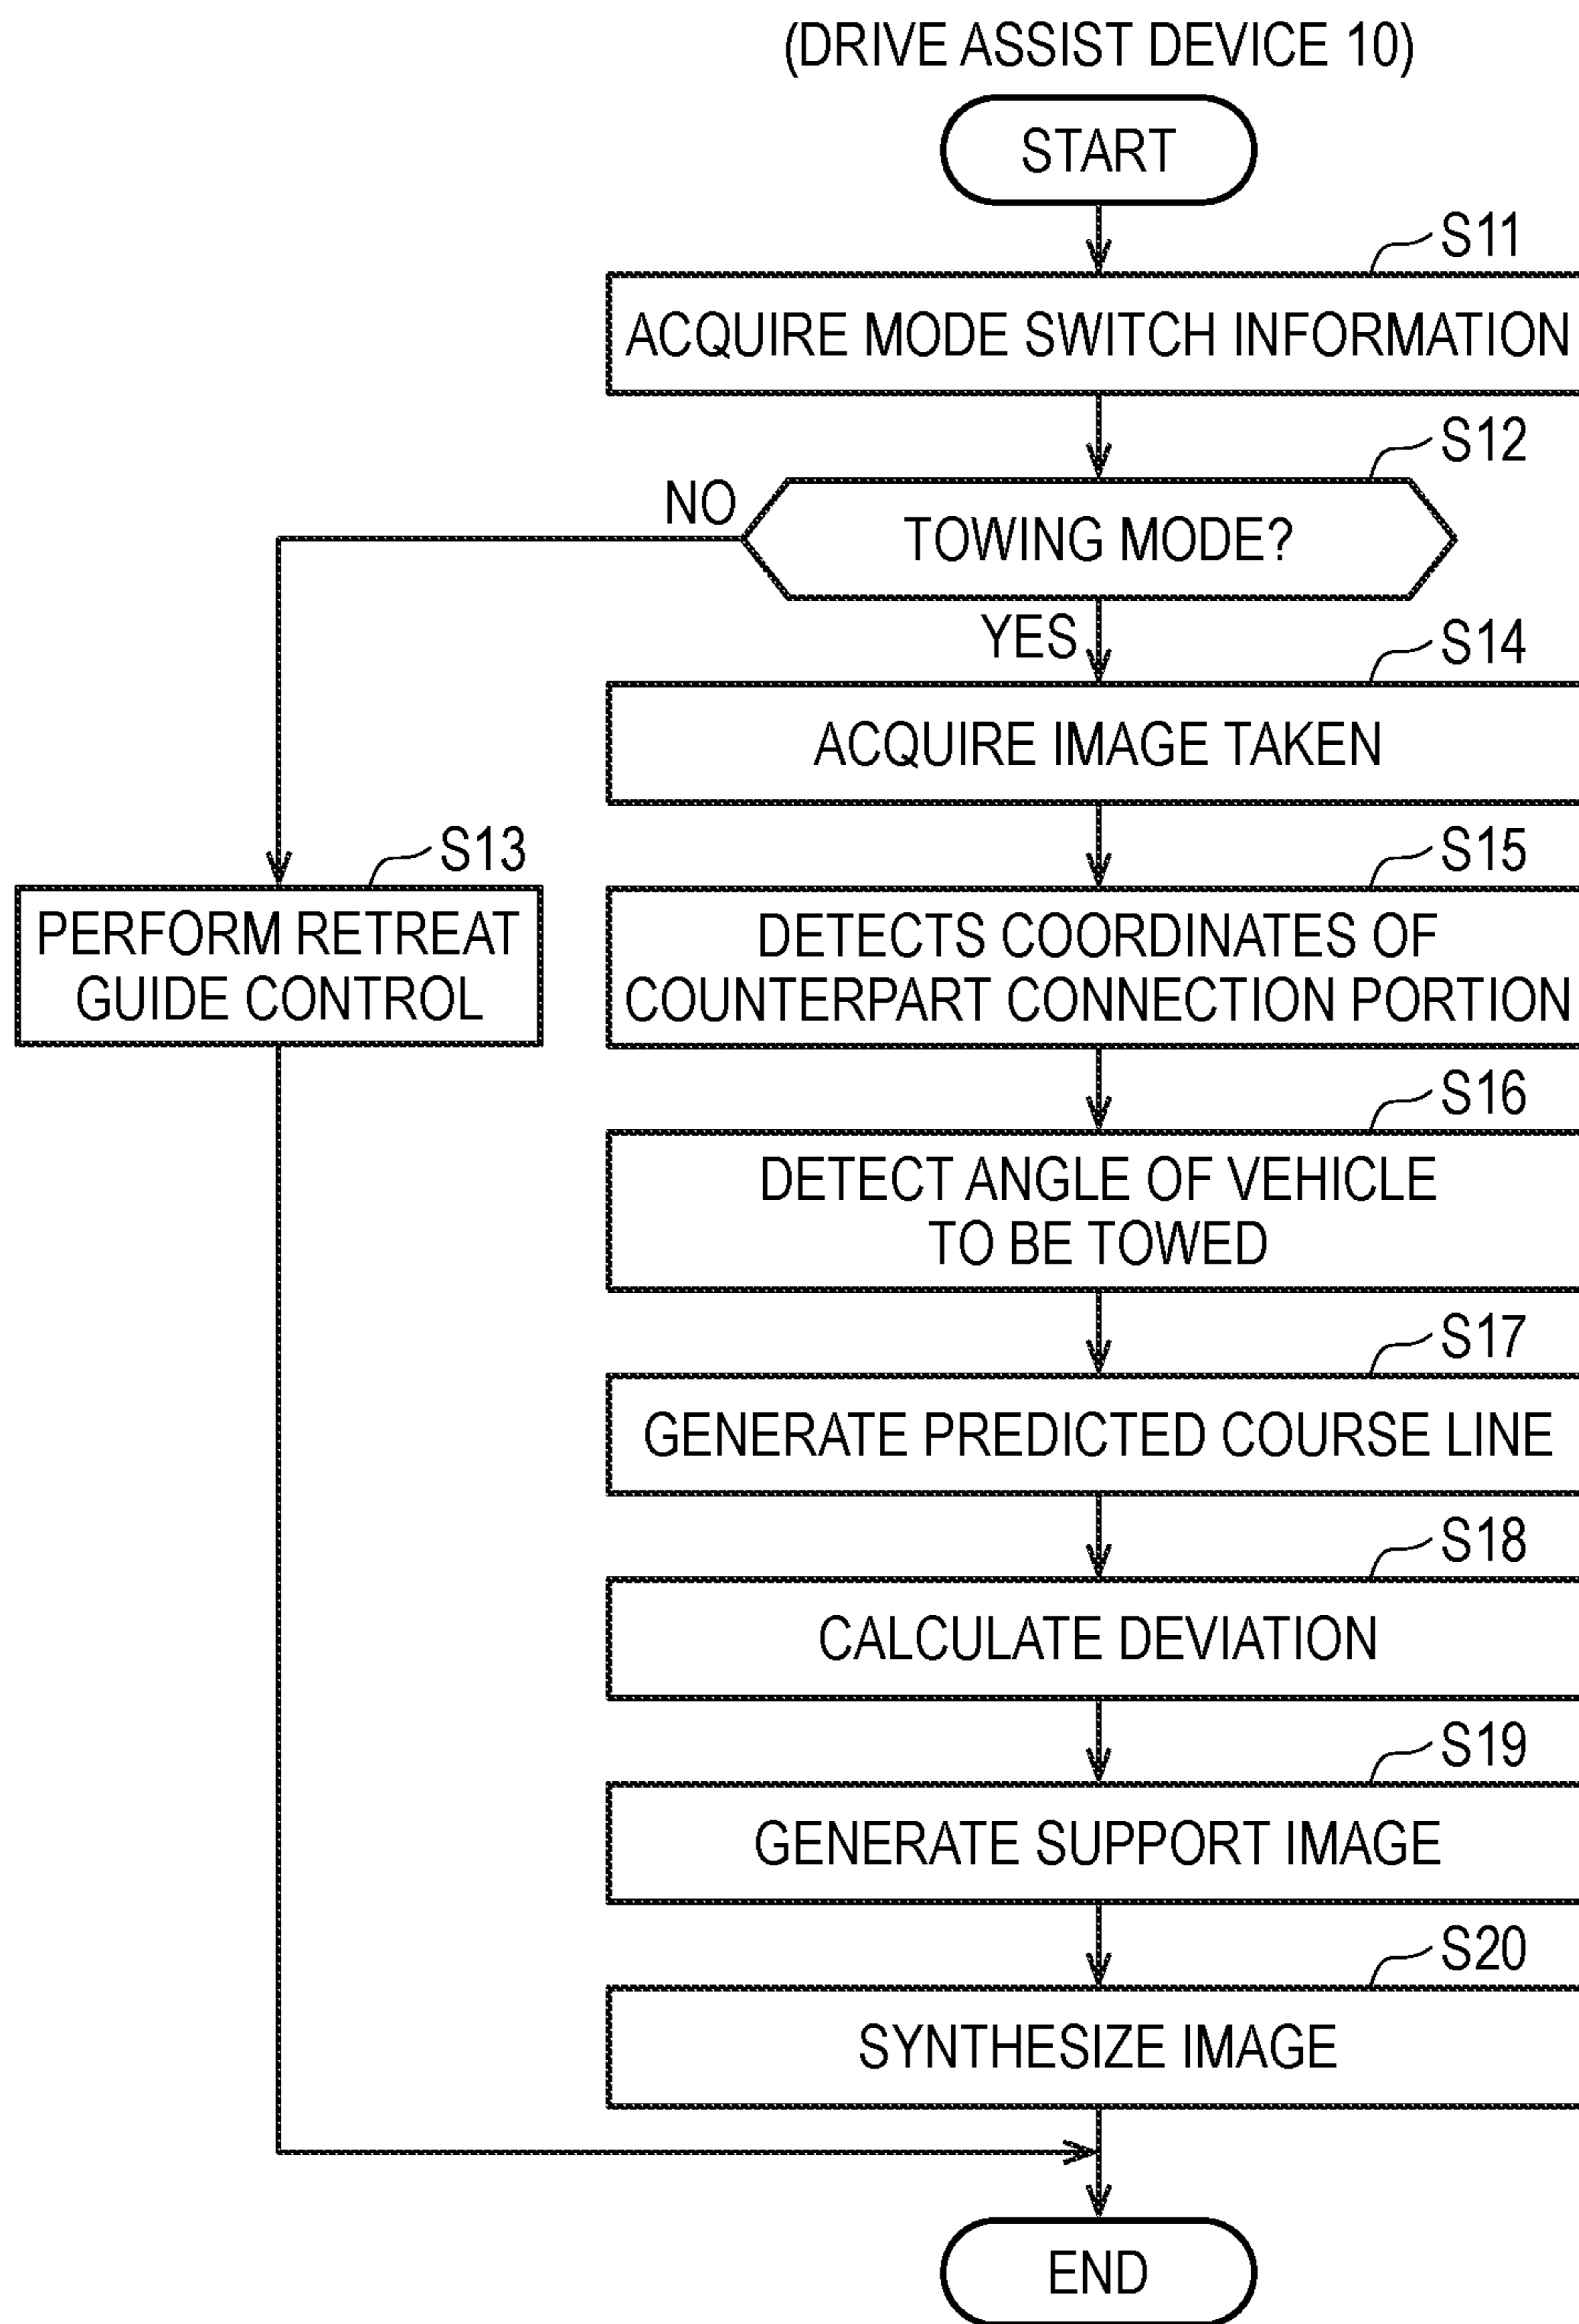 (DRIVE ASSIST DEVICE 10)
START
S11
ACQUIRE MODE SWITCH INFORMATION
S12
NO
TOWING MODE?
YES
S14
ACQUIRE IMAGE TAKEN
S13
PERFORM RETREAT
GUIDE CONTROL
S15
DETECTS COORDINATES OF
COUNTERPART CONNECTION PORTION
S16
DETECT ANGLE OF VEHICLE
TO BE TOWED
S17
GENERATE PREDICTED COURSE LINE
S18
CALCULATE DEVIATION
S19
GENERATE SUPPORT IMAGE
S20
SYNTHESIZE IMAGE
END